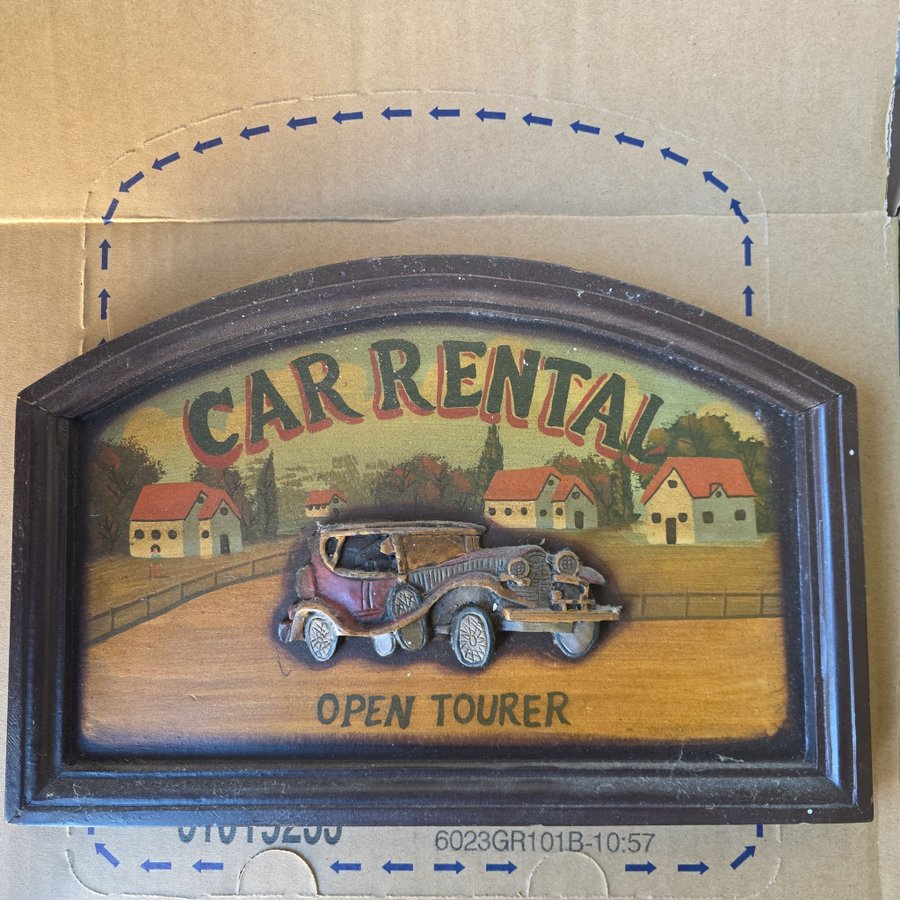 CAR RENTAL
OPEN TOURER
6023GR101B-10:57